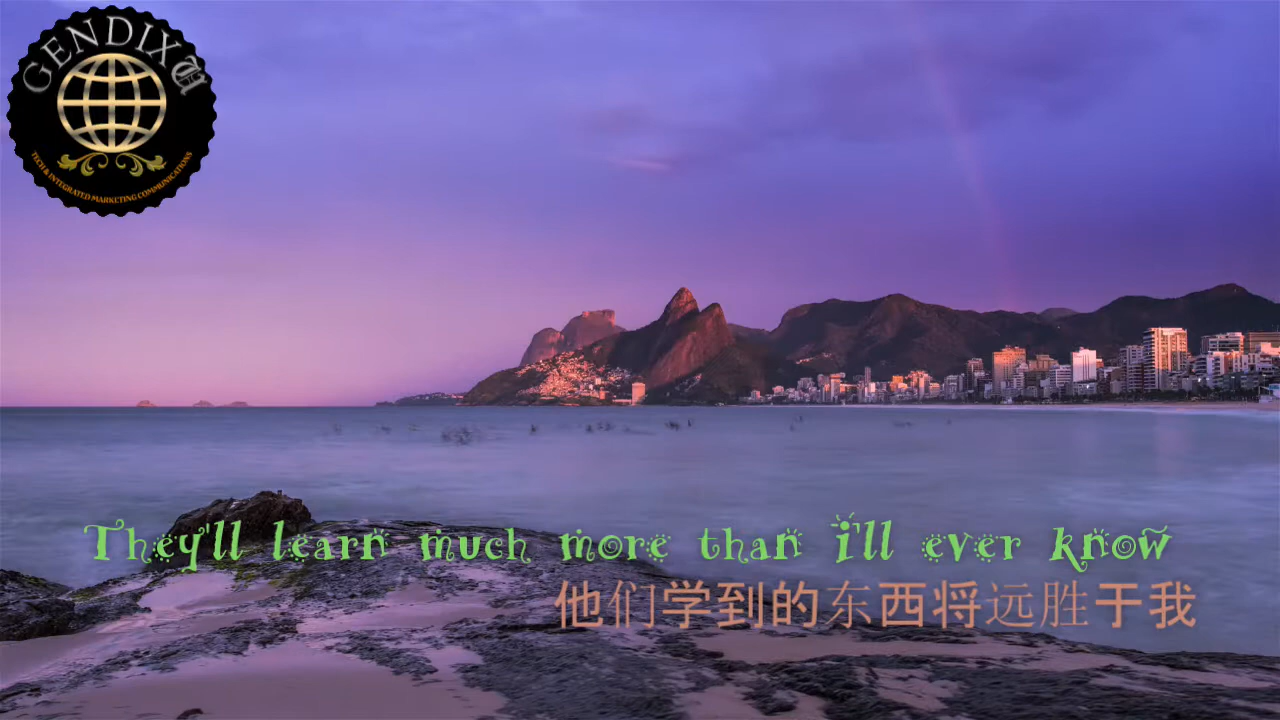 GENDIX
TECH & INTEGRATED MARKETING COMMUNICATIONS
They'll learn much more than I'll ever know
他们学到的东西将远胜于我